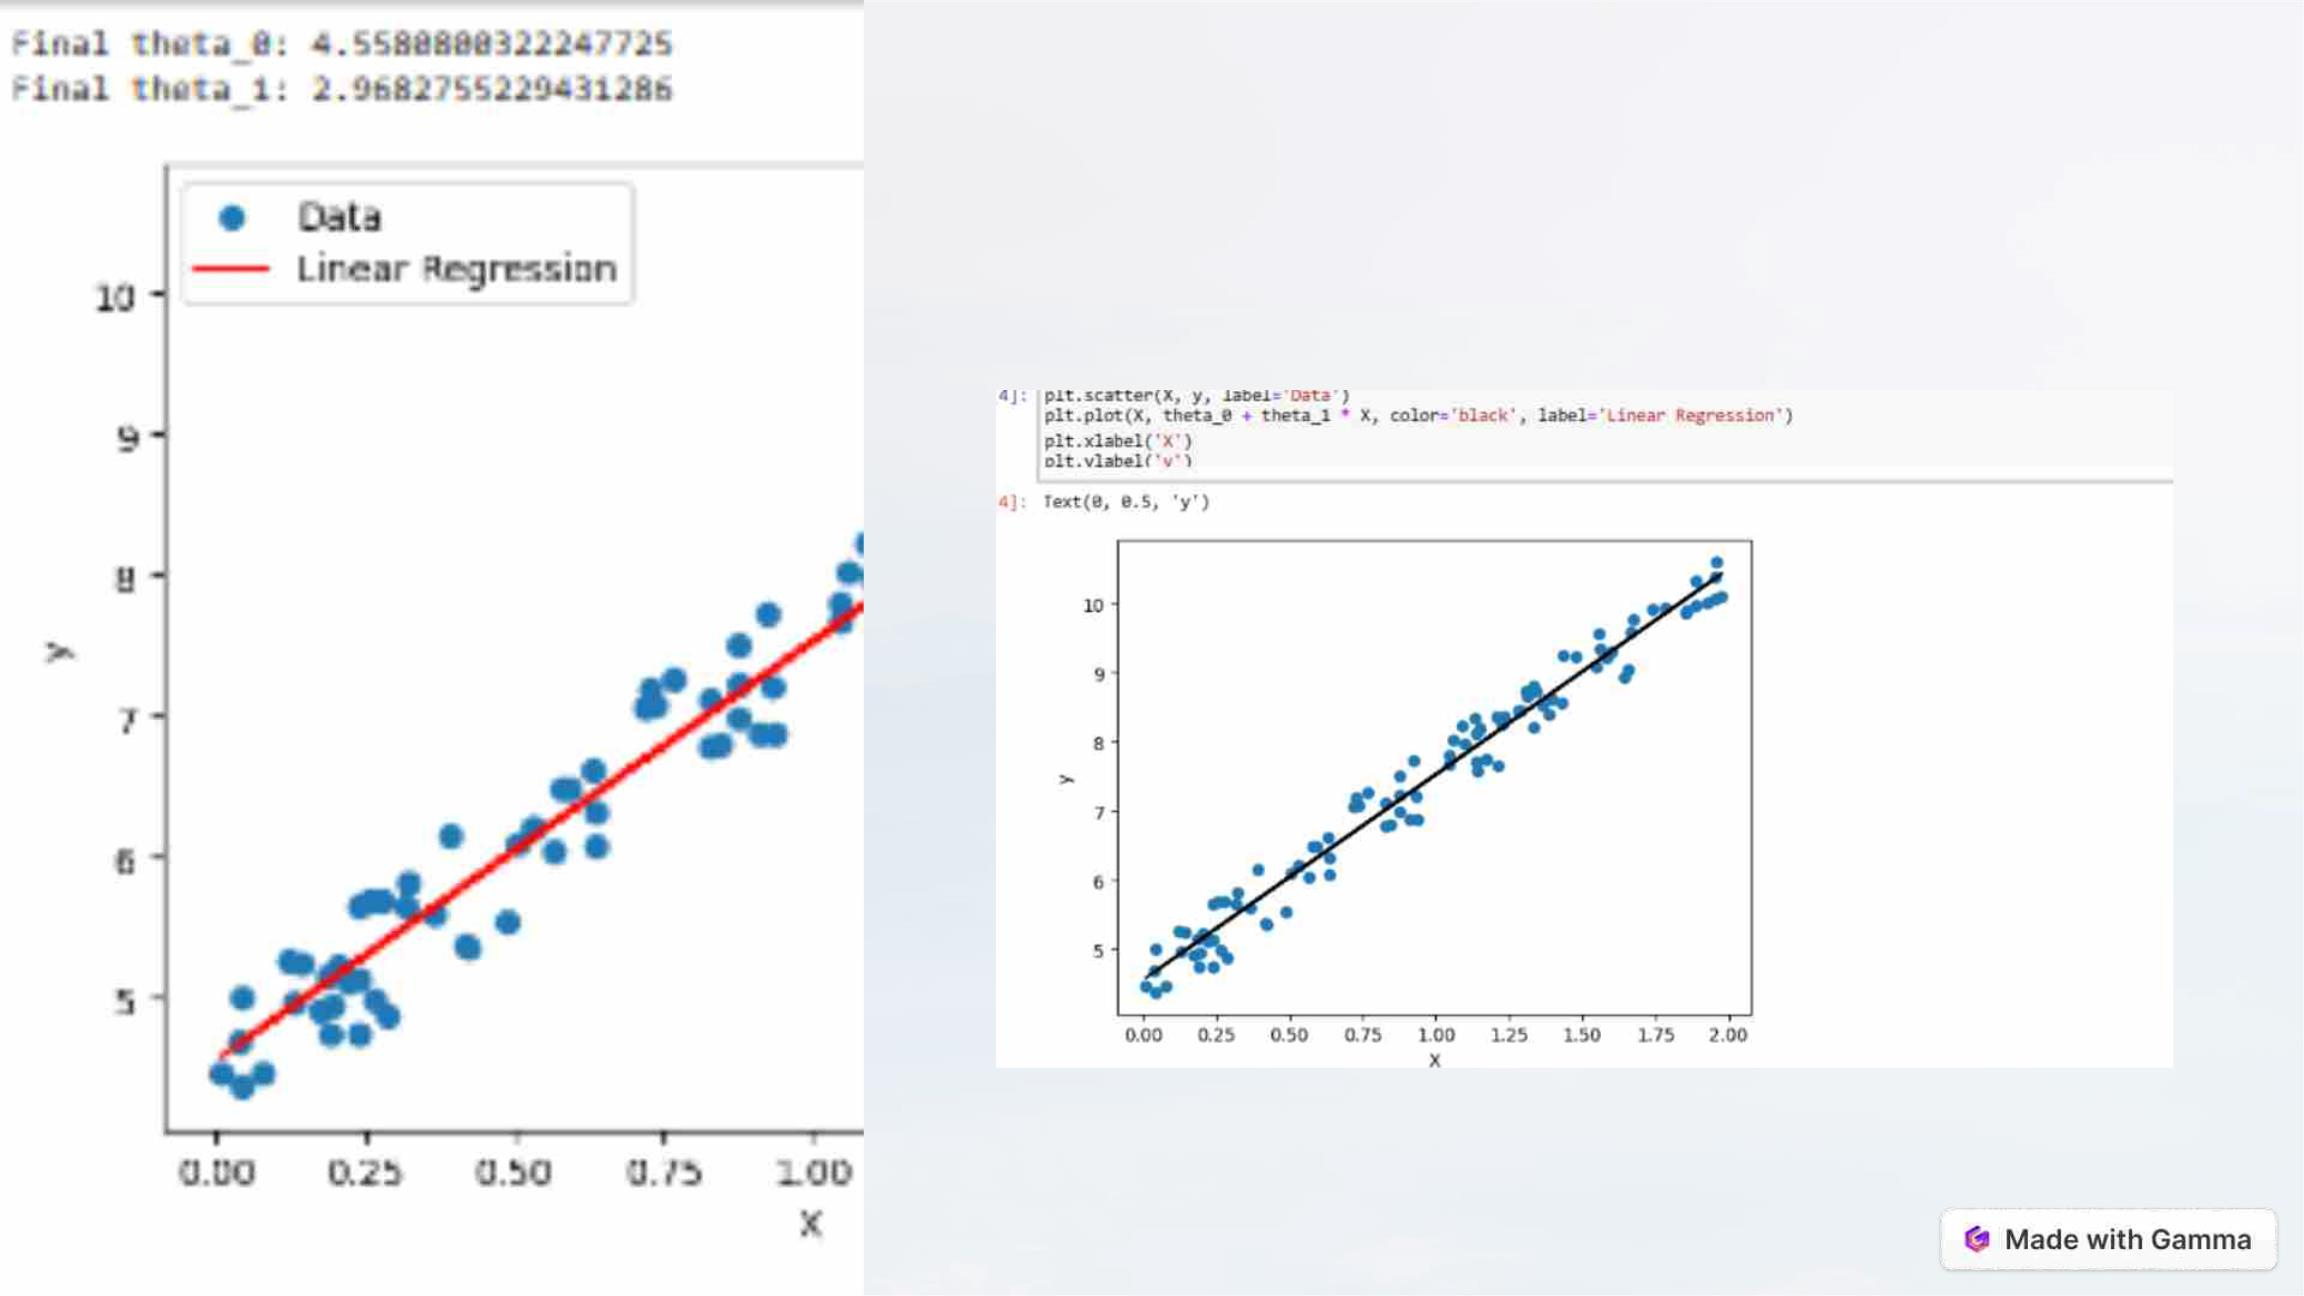 Final theta_0: 4.5580800322247725
Final theta_1: 2.9682755229431286
Data
Linear Regression
10
9
8
7
6
5
y
0.00 0.25 0.50 0.75 1.00
X
4]: plt.scatter(X, y, label='Data')
plt.plot(X, theta_0 + theta_1 * X, color='black', label='Linear Regression')
plt.xlabel('X')
plt.ylabel('y')
4]: Text(0, 0.5, 'y')
10
9
8
7
6
5
y
0.00 0.25 0.50 0.75 1.00 1.25 1.50 1.75 2.00
X
Made with Gamma